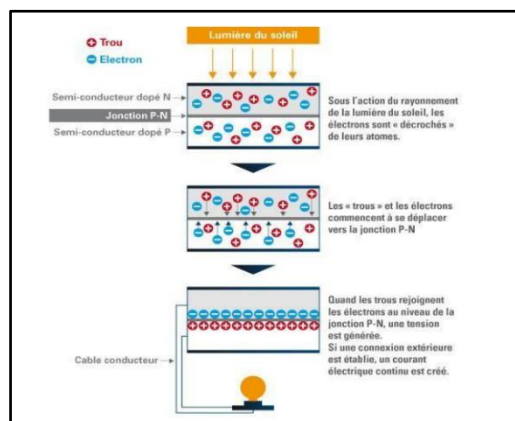 Lumière du soleil
Trou
Electron
Semi-conducteur dopé N
Jonction P-N
Semi-conducteur dopé P
Sous l'action du rayonnement
de la lumière du soleil, les
électrons sont « décrochés »
de leurs atomes.
Les « trous » et les électrons
commencent à se déplacer
vers la jonction P-N
Quand les trous rejoignent
les électrons au niveau de la
jonction P-N, une tension
est générée.
Si une connexion extérieure
est établie, un courant
électrique continu est créé.
Cable conducteur